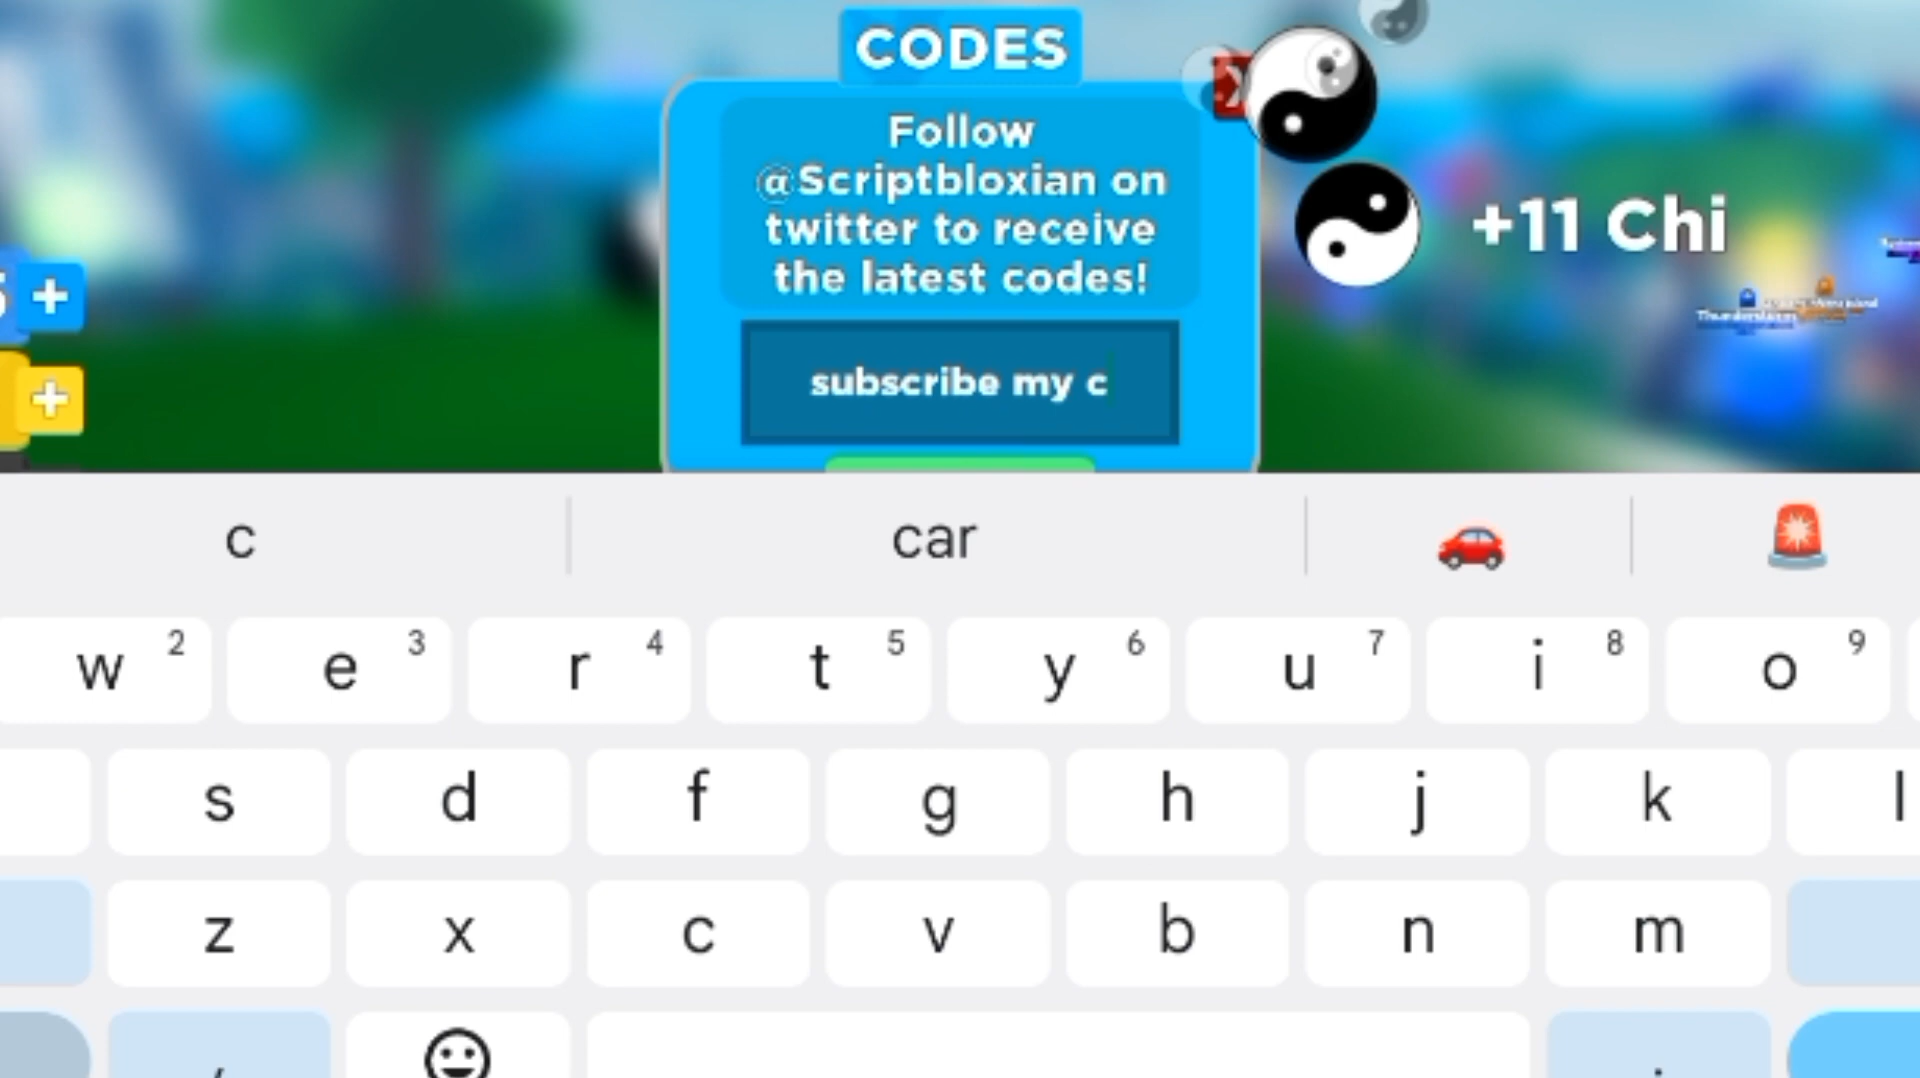 CODES
Follow
@Scriptbloxian on
twitter to receive
the latest codes!
+11 Chi
subscribe my c
+
+
Thunderstorm
c car
w 2 e 3 r 4 t 5 y 6 u 7 i 8 o 9
s d f g h j k l
z x c v b n m